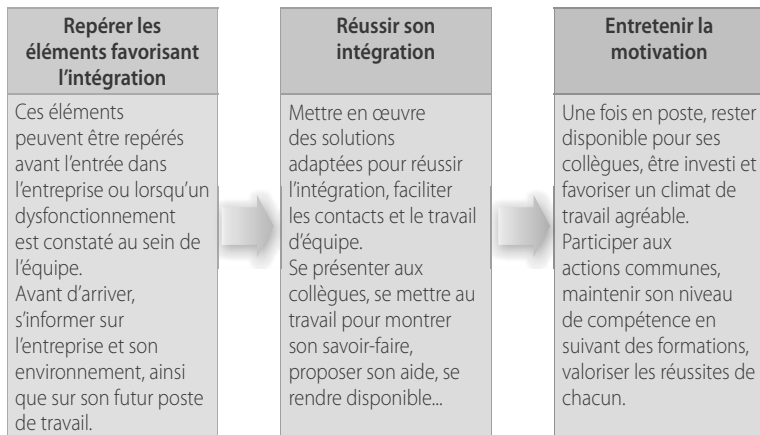 Repérer les
éléments favorisant
l'intégration
Ces éléments
peuvent être repérés
avant l'entrée dans
l'entreprise ou lorsqu'un
dysfonctionnement
est constaté au sein de
l'équipe.
Avant d'arriver,
s'informer sur
l'entreprise et son
environnement, ainsi
que sur son futur poste
de travail.
Réussir son
intégration
Mettre en œuvre
des solutions
adaptées pour réussir
l'intégration, faciliter
les contacts et le travail
d'équipe.
Se présenter aux
collègues, se mettre au
travail pour montrer
son savoir-faire,
proposer son aide, se
rendre disponible...
Entretenir la
motivation
Une fois en poste, rester
disponible pour ses
collègues, être investi et
favoriser un climat de
travail agréable.
Participer aux
actions communes,
maintenir son niveau
de compétence en
suivant des formations,
valoriser les réussites de
chacun.